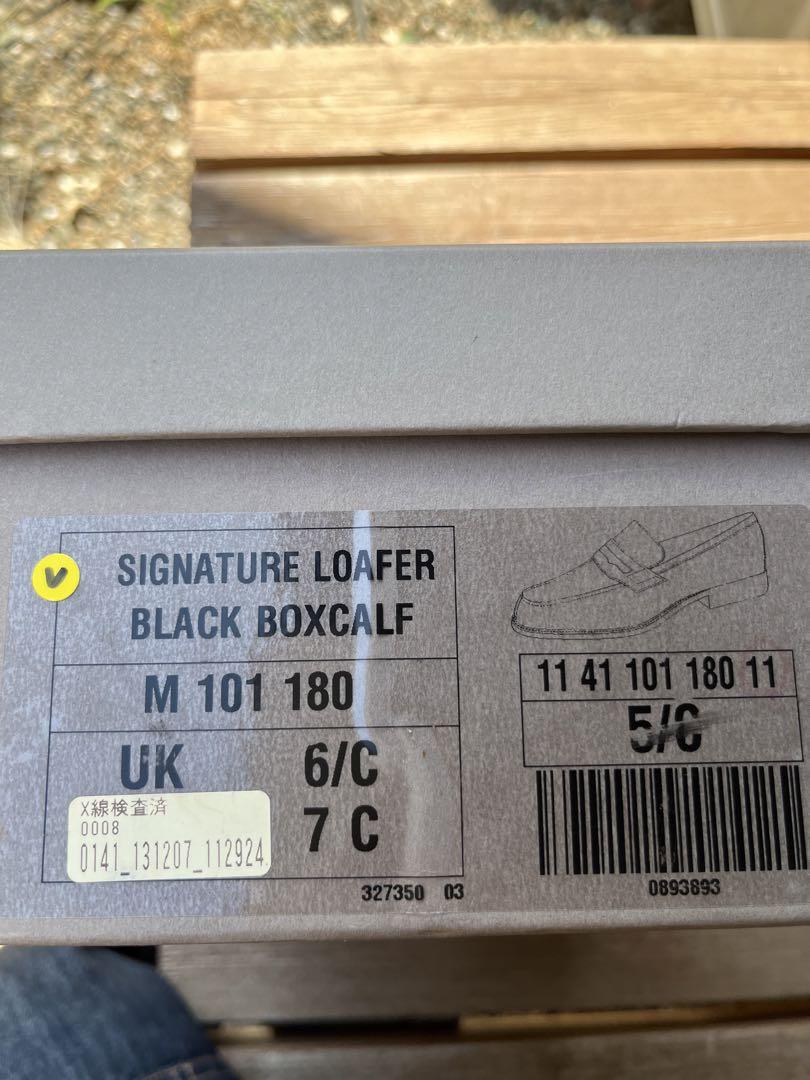 V
SIGNATURE LOAFER
BLACK BOXCALF
M 101 180
UK 6/C
7 C
X線検査済
0008
0141_131207_112924
327350 03
11 41 101 180 11
5/C
0893893